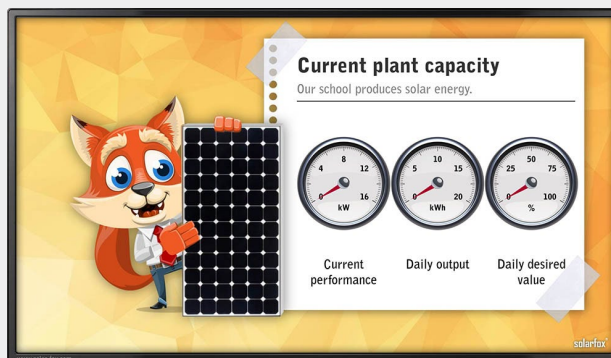 Current plant capacity
Our school produces solar energy.
0 4 8 12 16
kW
0 5 10 15 20
kWh
0 25 50 75 100
%
Current
performance
Daily output
Daily desired
value
solarfox